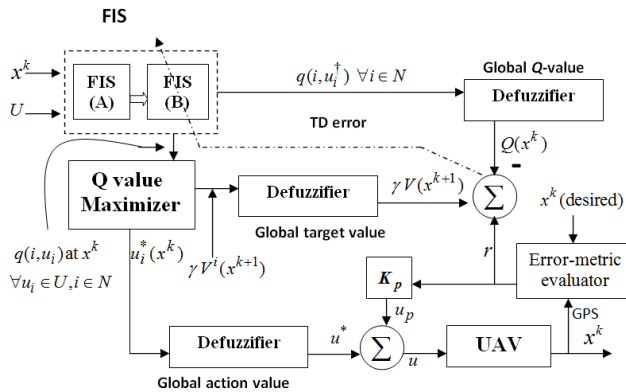 FIS
x^k
U
FIS
(A)
FIS
(B)
q(i,u_i^†) ∀i∈N
Global Q-value
Defuzzifier
TD error
Q(x^k)
-
Q value
Maximizer
Defuzzifier
γV(x^{k+1})
Σ
Global target value
x^k(desired)
q(i,u_i) at x^k
∀u_i∈U,i∈N
u_i^*(x^k)
γV^i(x^{k+1})
r
Error-metric
evaluator
K_p
u_p
GPS
Defuzzifier
u^*
Σ
u
UAV
x^k
Global action value